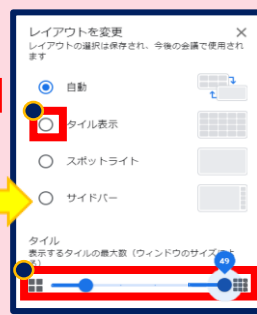 レイアウトを変更
レイアウトの選択は保存され、今後の会議で使用され
ます
自動
タイル表示
スポットライト
サイドバー
タイル
表示するタイルの最大数（ウィンドウのサイズ
49